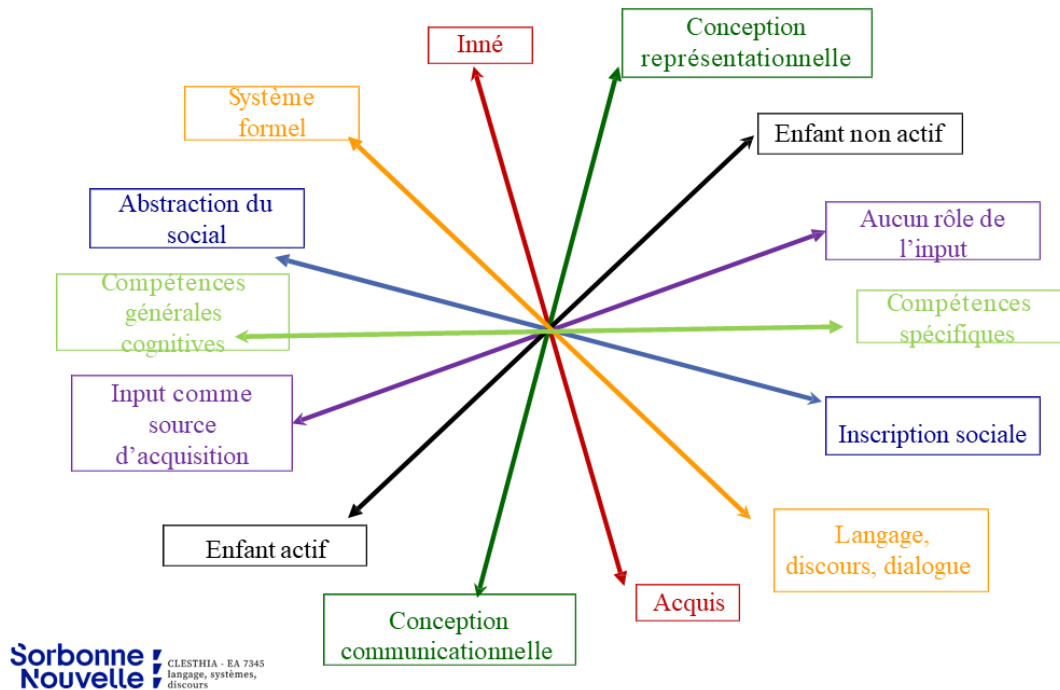 Inné
Conception
représentationnelle
Système
formel
Enfant non actif
Abstraction du
social
Aucun rôle de
l’input
Compétences
générales
cognitives
Compétences
spécifiques
Input comme
source
d’acquisition
Inscription sociale
Enfant actif
Langage,
discours, dialogue
Acquis
Conception
communicationnelle
Sorbonne
Nouvelle
CLESTHIA - EA 7345
langage, systèmes,
discours